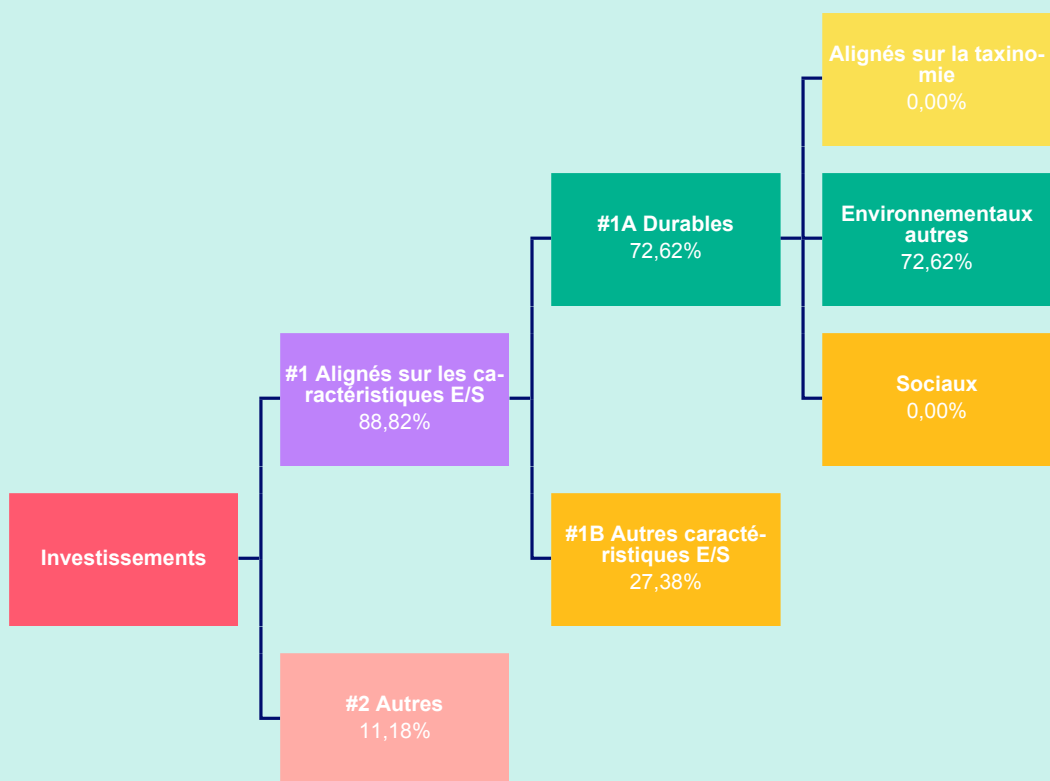 Alignés sur la taxino-
mie
0,00%
#1A Durables
72,62%
Environnementaux
autres
72,62%
#1 Alignés sur les ca-
ractéristiques E/S
88,82%
Sociaux
0,00%
Investissements
#1B Autres caracté-
ristiques E/S
27,38%
#2 Autres
11,18%